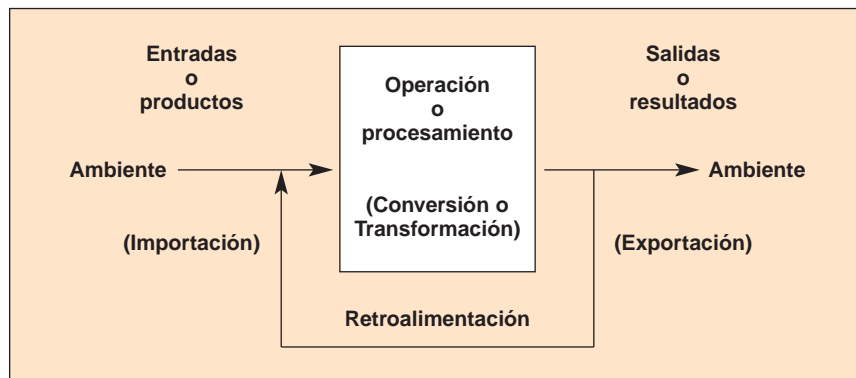 Entradas
o
productos
Operación
o
procesamiento
Salidas
o
resultados
Ambiente
Ambiente
(Conversión o
Transformación)
(Importación)
(Exportación)
Retroalimentación